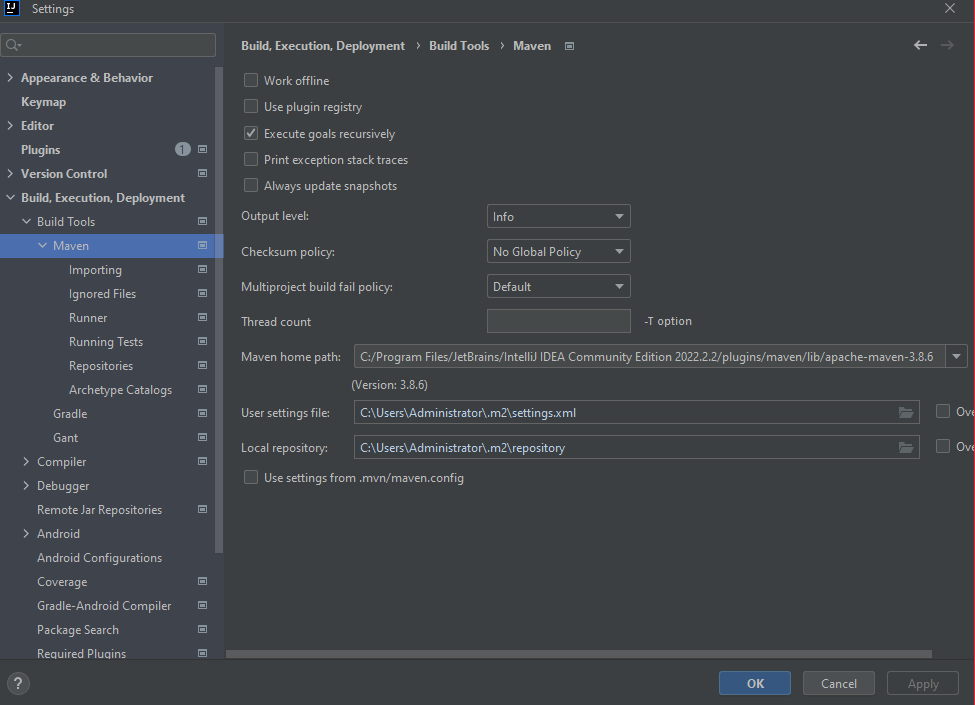 IJ
Settings
Appearance & Behavior
Keymap
Editor
Plugins 1
Version Control
Build, Execution, Deployment
Build Tools
Maven
Importing
Ignored Files
Runner
Running Tests
Repositories
Archetype Catalogs
Gradle
Gant
Compiler
Debugger
Remote Jar Repositories
Android
Android Configurations
Coverage
Gradle-Android Compiler
Package Search
Required Plugins
Build, Execution, Deployment › Build Tools › Maven
Work offline
Use plugin registry
Execute goals recursively
Print exception stack traces
Always update snapshots
Output level: Info
Checksum policy: No Global Policy
Multiproject build fail policy: Default
Thread count -T option
Maven home path: C:/Program Files/JetBrains/IntelliJ IDEA Community Edition 2022.2.2/plugins/maven/lib/apache-maven-3.8.6
(Version: 3.8.6)
User settings file: C:\Users\Administrator\.m2\settings.xml Ove
Local repository: C:\Users\Administrator\.m2\repository Ove
Use settings from .mvn/maven.config
? OK Cancel Apply